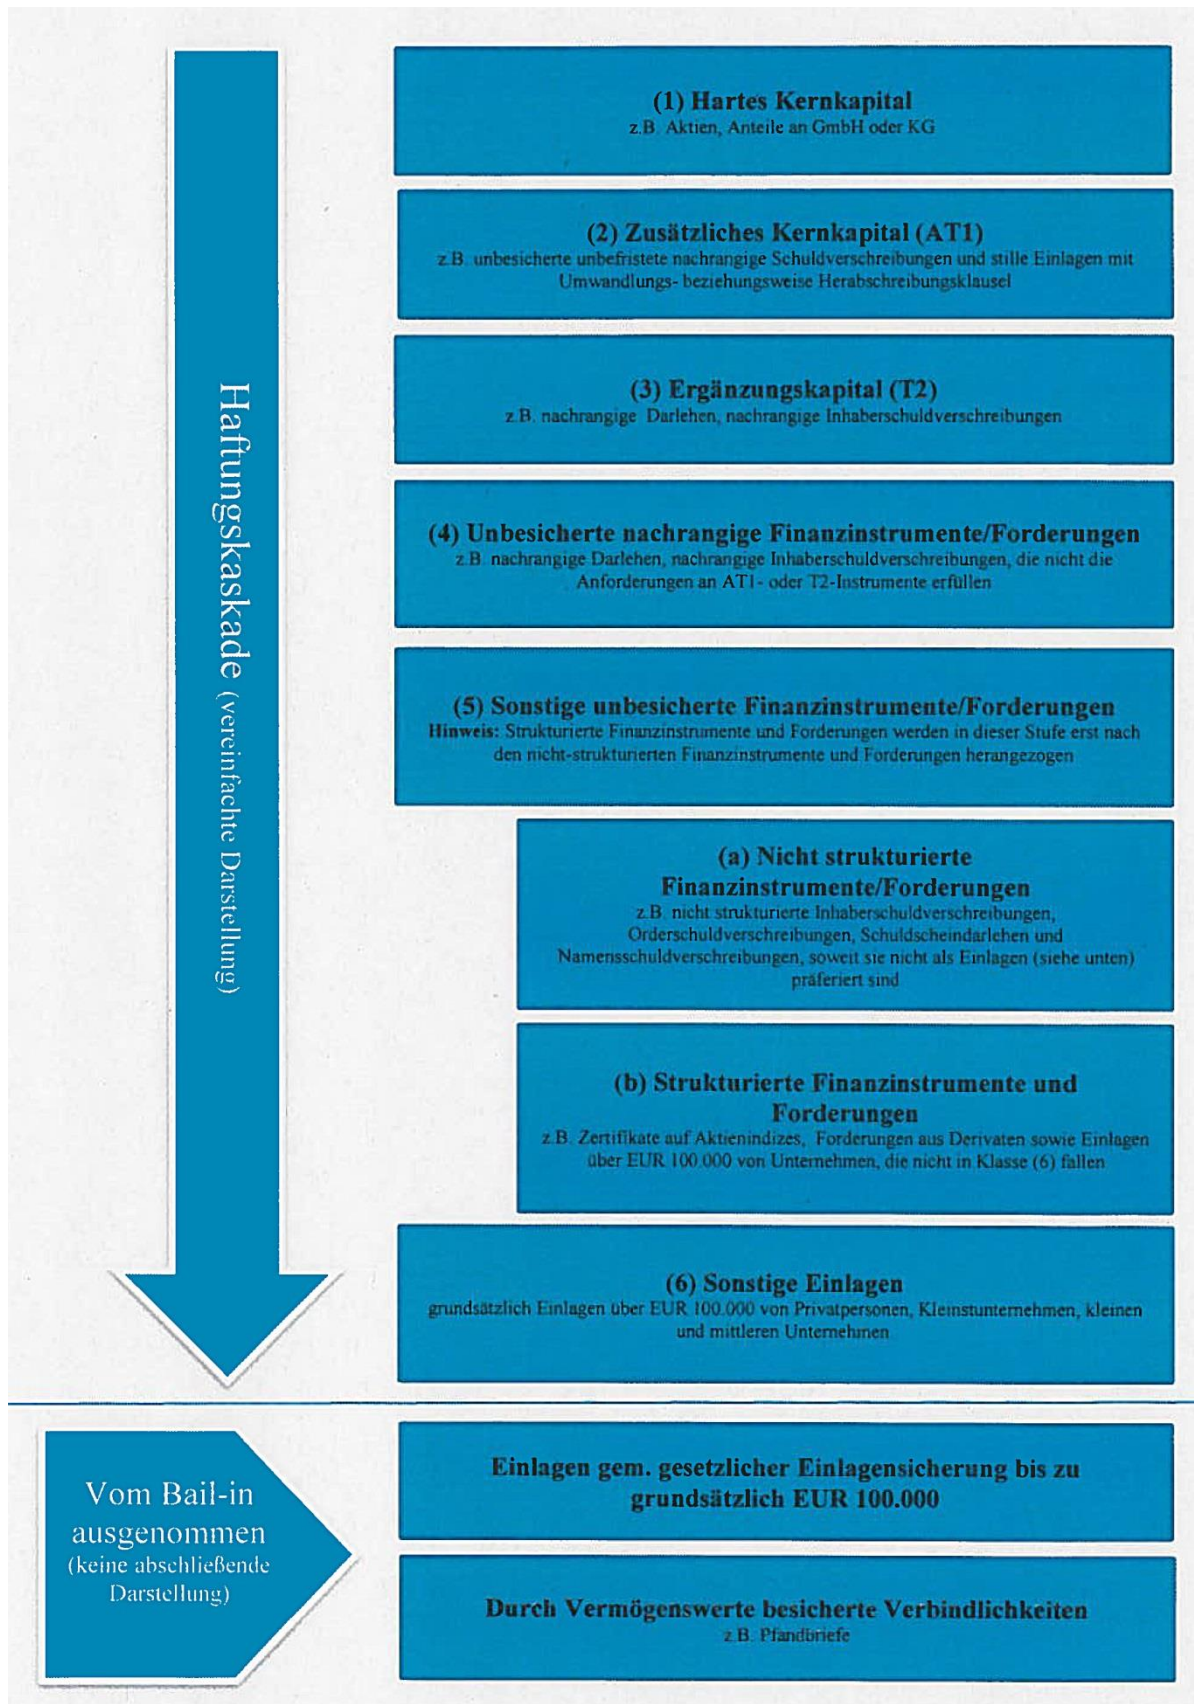 Haftungskaskade (vereinfachte Darstellung)
(1) Hartes Kernkapital
z.B. Aktien, Anteile an GmbH oder KG
(2) Zusätzliches Kernkapital (AT1)
z.B. unbesicherte unbefristete nachrangige Schuldverschreibungen und stille Einlagen mit
Umwandlungs- beziehungsweise Herabschreibungsklausel
(3) Ergänzungskapital (T2)
z.B. nachrangige Darlehen, nachrangige Inhaberschuldverschreibungen
(4) Unbesicherte nachrangige Finanzinstrumente/Forderungen
z.B. nachrangige Darlehen, nachrangige Inhaberschuldverschreibungen, die nicht die
Anforderungen an AT1- oder T2-Instrumente erfüllen
(5) Sonstige unbesicherte Finanzinstrumente/Forderungen
Hinweis: Strukturierte Finanzinstrumente und Forderungen werden in dieser Stufe erst nach
den nicht-strukturierten Finanzinstrumente und Forderungen herangezogen
(a) Nicht strukturierte
Finanzinstrumente/Forderungen
z.B. nicht strukturierte Inhaberschuldverschreibungen,
Orderschuldverschreibungen, Schuldscheindarlehen und
Namensschuldverschreibungen, soweit sie nicht als Einlagen (siehe unten)
präferiert sind
(b) Strukturierte Finanzinstrumente und
Forderungen
z.B. Zertifikate auf Aktienindizes, Forderungen aus Derivaten sowie Einlagen
über EUR 100.000 von Unternehmen, die nicht in Klasse (6) fallen
(6) Sonstige Einlagen
grundsätzlich Einlagen über EUR 100.000 von Privatpersonen, Kleinstunternehmen, kleinen
und mittleren Unternehmen
Vom Bail-in
ausgenommen
(keine abschließende
Darstellung)
Einlagen gem. gesetzlicher Einlagensicherung bis zu
grundsätzlich EUR 100.000
Durch Vermögenswerte besicherte Verbindlichkeiten
z.B. Pfandbriefe